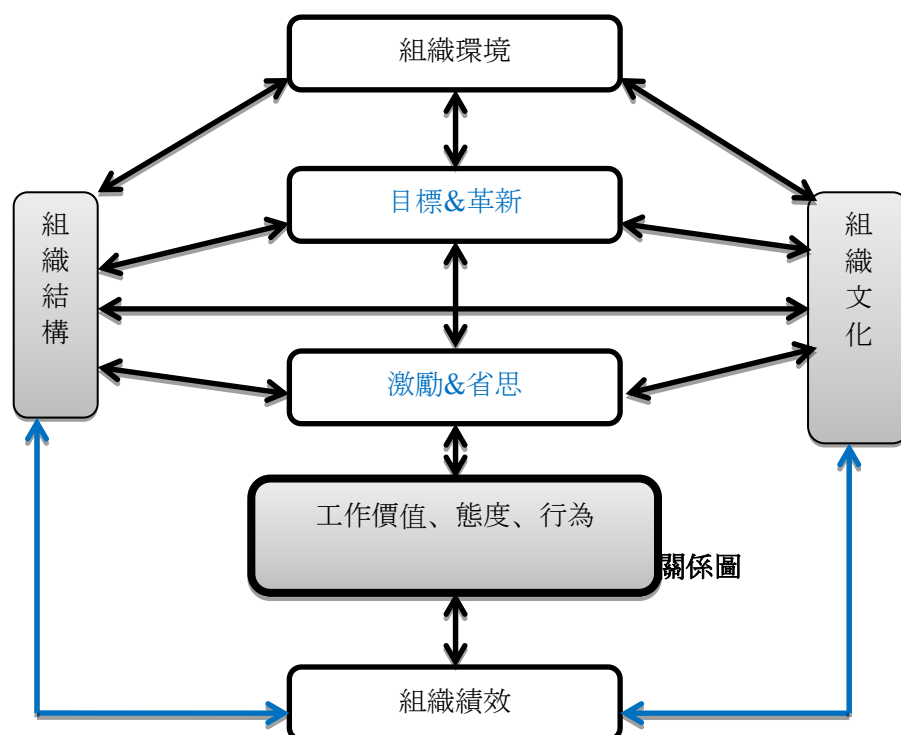 組織環境
目標&革新
組織結構
組織文化
激勵&省思
工作價值、態度、行為
關係圖
組織績效